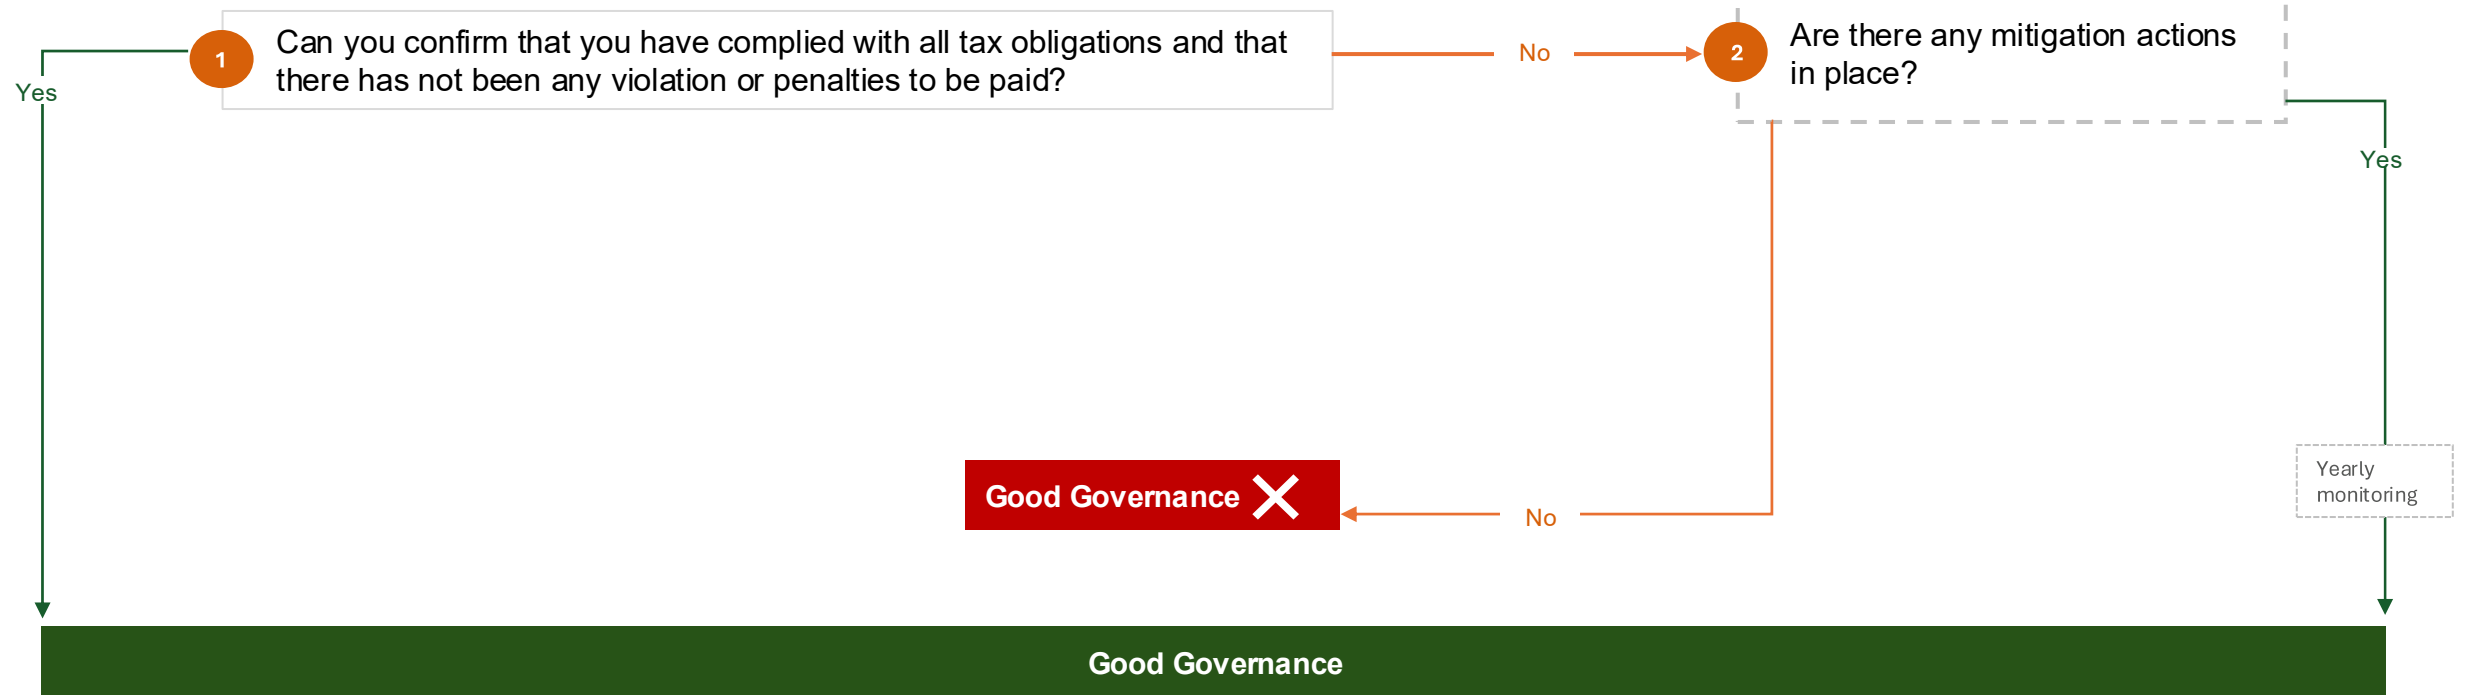 1
Can you confirm that you have complied with all tax obligations and that
there has not been any violation or penalties to be paid?
No
2
Are there any mitigation actions
in place?
Yes
Yes
Yearly
monitoring
Good Governance
No
Good Governance